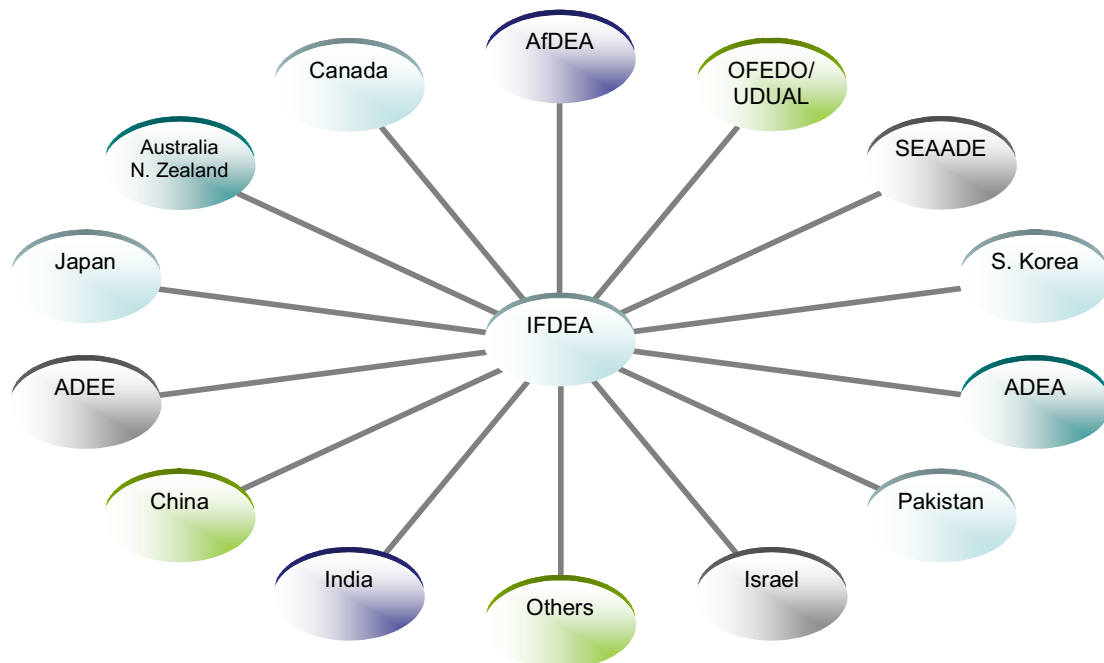 AfDEA
Canada
OFEDO/
UDUAL
Australia
N. Zealand
SEAADE
Japan
S. Korea
IFDEA
ADEE
ADEA
China
Pakistan
India
Others
Israel